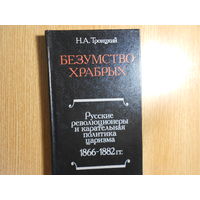 Н.А. Троицкий
БЕЗУМСТВО
ХРАБРЫХ
Русские
революционеры
и карательная
политика
царизма
1866-1882 гг.